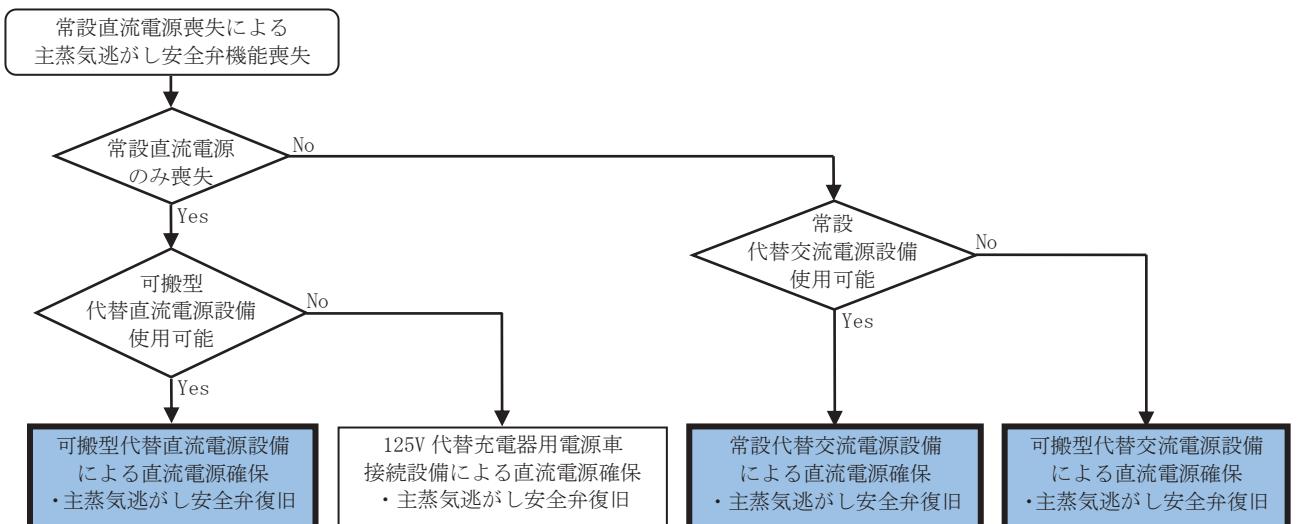 常設直流電源喪失による
主蒸気逃がし安全弁機能喪失
常設直流電源
のみ喪失
No
Yes
可搬型
代替直流電源設備
使用可能
No
Yes
常設
代替交流電源設備
使用可能
No
Yes
可搬型代替直流電源設備
による直流電源確保
・主蒸気逃がし安全弁復旧
125V 代替充電器用電源車
接続設備による直流電源確保
・主蒸気逃がし安全弁復旧
常設代替交流電源設備
による直流電源確保
・主蒸気逃がし安全弁復旧
可搬型代替交流電源設備
による直流電源確保
・主蒸気逃がし安全弁復旧